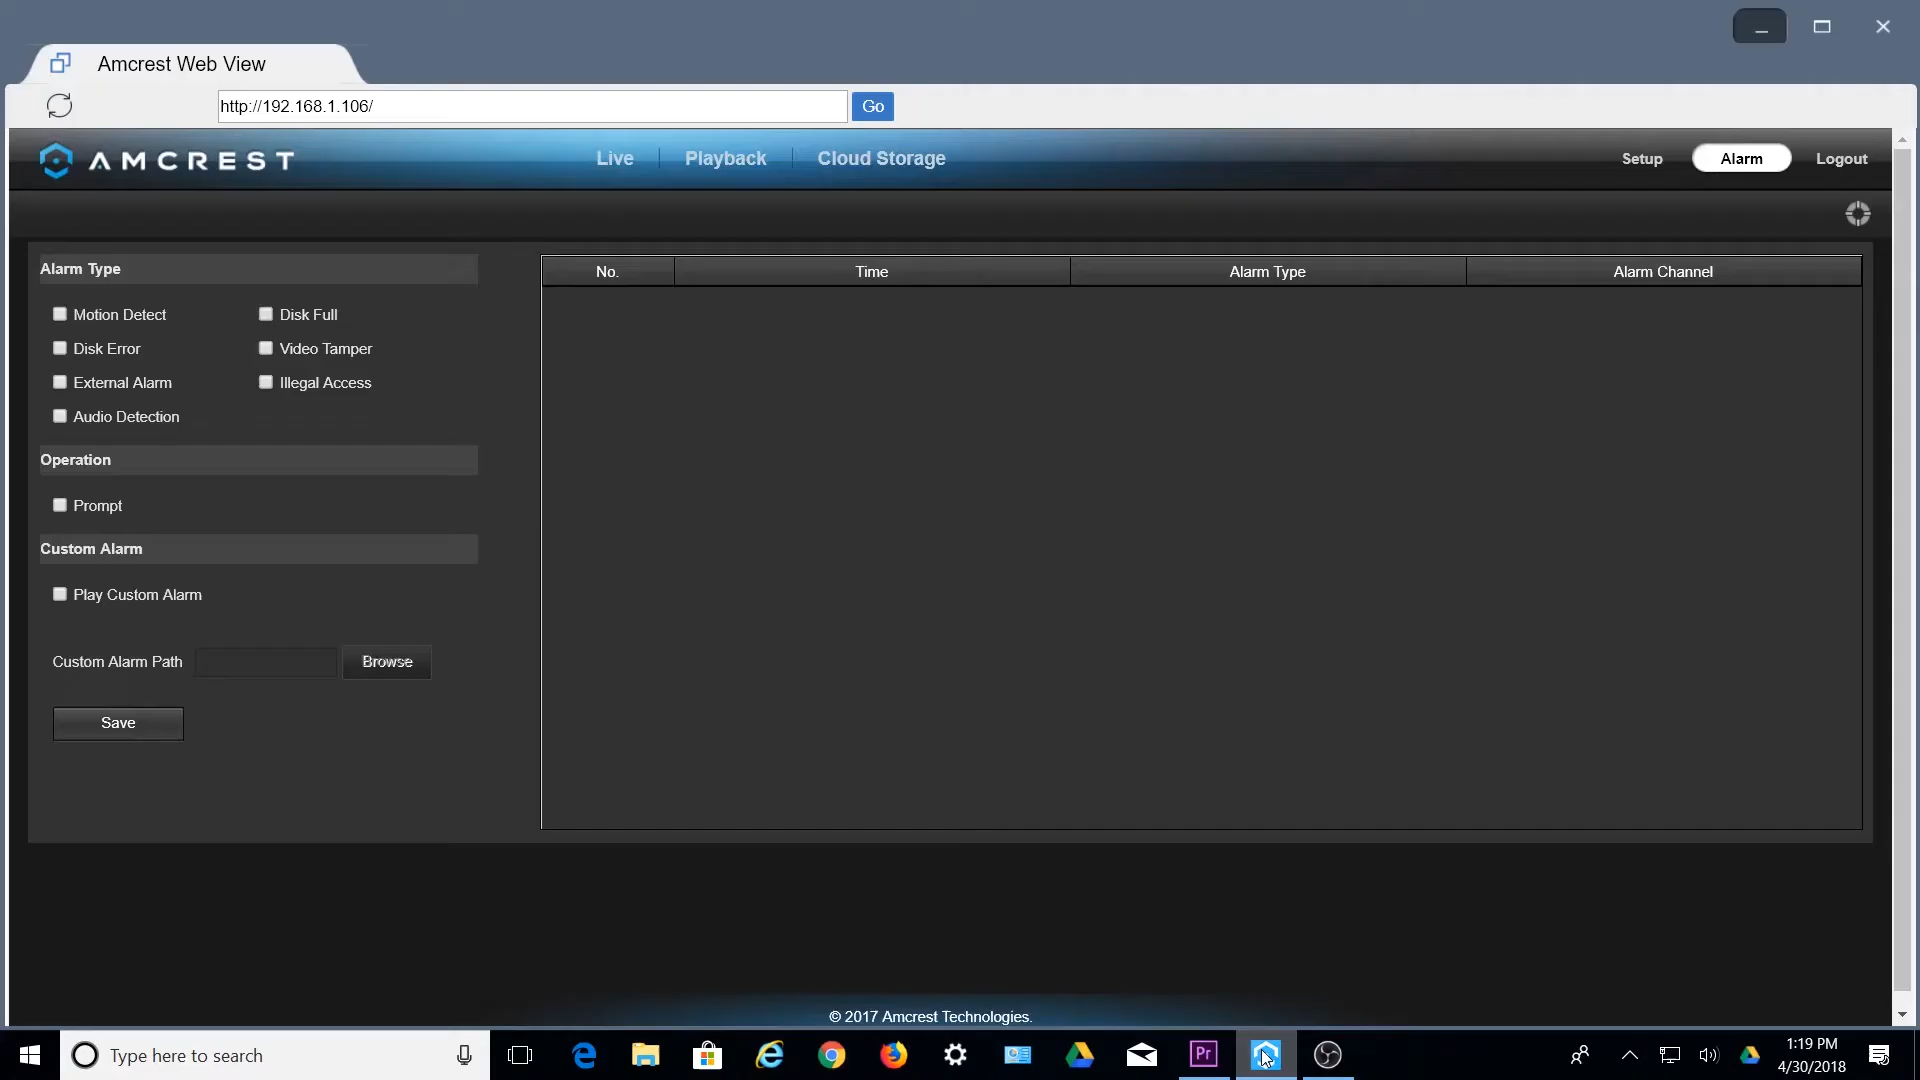 Amcrest Web View
http://192.168.1.106/ Go
AMCREST Live Playback Cloud Storage Setup Alarm Logout
Alarm Type
Motion Detect Disk Full
Disk Error Video Tamper
External Alarm Illegal Access
Audio Detection
Operation
Prompt
Custom Alarm
Play Custom Alarm
Custom Alarm Path Browse
Save
No. Time Alarm Type Alarm Channel
© 2017 Amcrest Technologies.
Type here to search
Pr
1:19 PM
4/30/2018